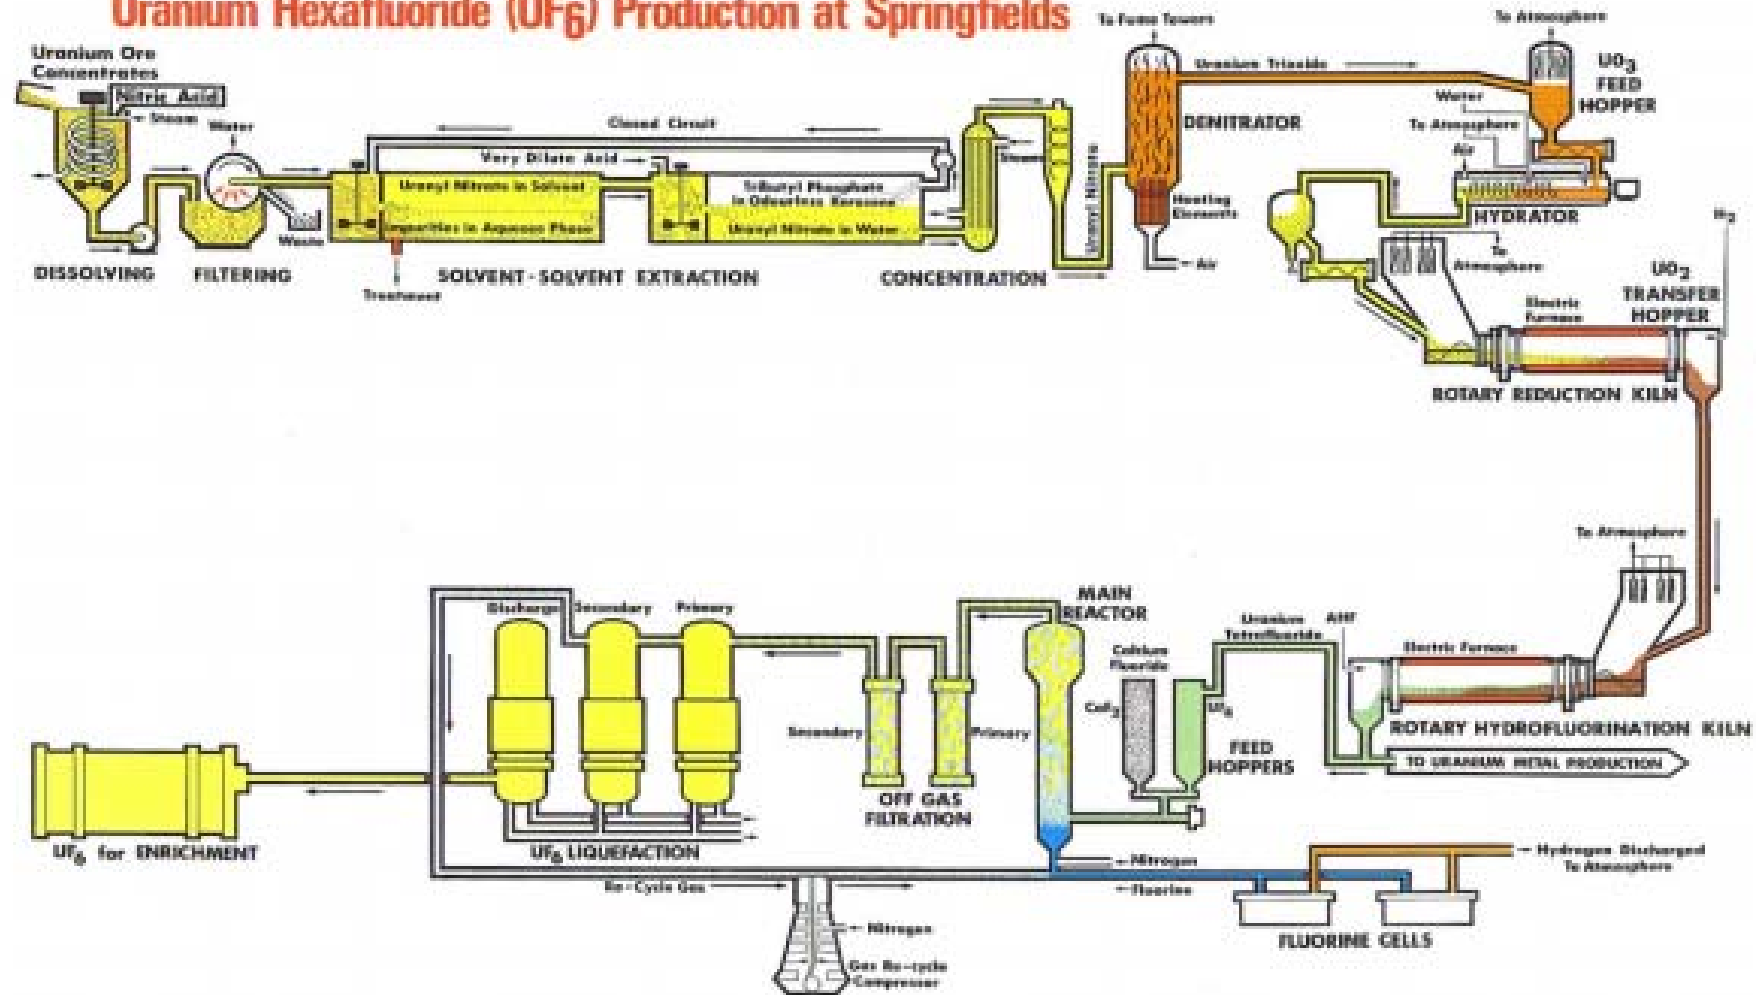 Uranium Hexafluoride (UF6) Production at Springfields
Uranium Ore
Concentrates
Nitric Acid
Steam
Water
DISSOLVING
FILTERING
Waste
Closed Circuit
Very Dilute Acid
Uranyl Nitrate in Solvent
Impurities in Aqueous Phase
Treatment
Tributyl Phosphate
in Odourless Kerosene
Uranyl Nitrate in Water
SOLVENT-SOLVENT EXTRACTION
Steam
CONCENTRATION
Uranyl Nitrate
To Fume Towers
Uranium Trioxide
DENITRATOR
Heating
Elements
Air
To Atmosphere
UO3
FEED
HOPPER
Water
To Atmosphere
Air
HYDRATOR
To
Atmosphere
H2
UO2
TRANSFER
HOPPER
Electric
Furnace
ROTARY REDUCTION KILN
To Atmosphere
Electric Furnace
AHF
ROTARY HYDROFLUORINATION KILN
TO URANIUM METAL PRODUCTION
Uranium
Tetrafluoride
MAIN
REACTOR
Calcium
Fluoride
CaF2
UF4
FEED
HOPPERS
Secondary
Primary
OFF GAS
FILTRATION
Discharge
Secondary
Primary
UF6 LIQUEFACTION
UF6 for ENRICHMENT
Re-Cycle Gas
Nitrogen
Gas Re-cycle
Compressor
Nitrogen
Fluorine
Hydrogen Discharged
To Atmosphere
FLUORINE CELLS